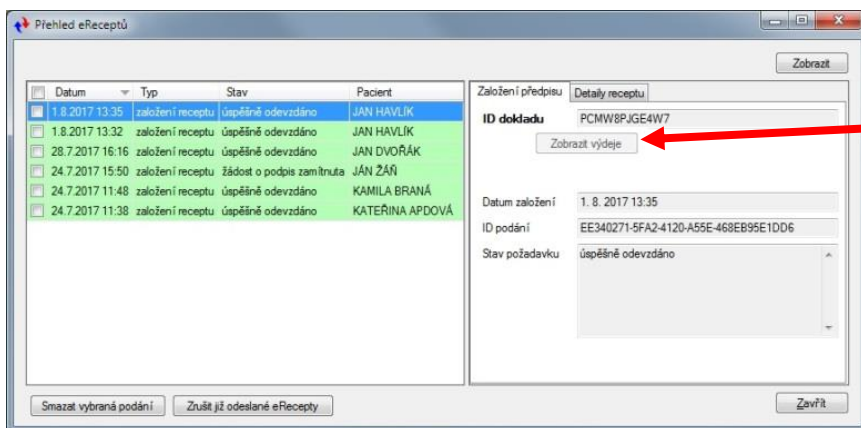 Přehled eReceptů
Zobrazit
Datum Typ Stav Pacient
1.8.2017 13:35 založení receptu úspěšně odevzdáno JAN HAVLÍK
1.8.2017 13:32 založení receptu úspěšně odevzdáno JAN HAVLÍK
28.7.2017 16:16 založení receptu úspěšně odevzdáno JAN DVOŘÁK
24.7.2017 15:50 založení receptu žádost o podpis zamítnuta JÁN ŽÁŇ
24.7.2017 11:48 založení receptu úspěšně odevzdáno KAMILA BRANÁ
24.7.2017 11:38 založení receptu úspěšně odevzdáno KATEŘINA APDOVÁ
Založení předpisu Detaily receptu
ID dokladu PCMW8PJGE4W7
Zobrazit výdeje
Datum založení 1. 8. 2017 13:35
ID podání EE340271-5FA2-4120-A55E-468EB95E1DD6
Stav požadavku úspěšně odevzdáno
Smazat vybraná podání Zrušit již odeslané eRecepty Zavřít